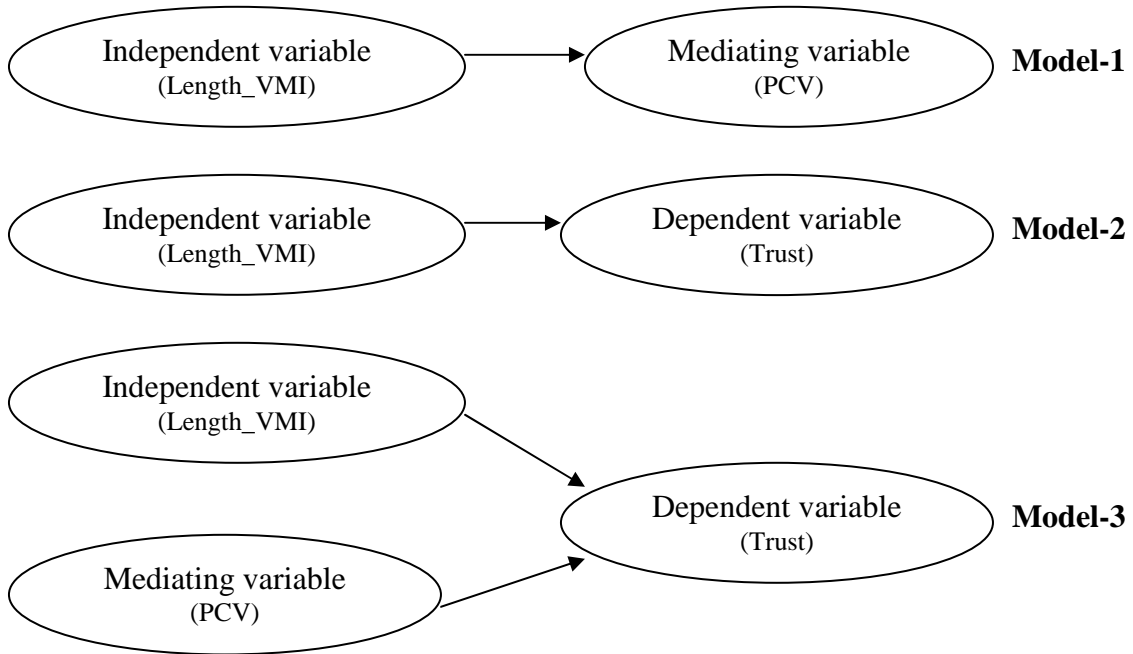 Independent variable
(Length_VMI)
Mediating variable
(PCV)
Model-1
Independent variable
(Length_VMI)
Dependent variable
(Trust)
Model-2
Independent variable
(Length_VMI)
Dependent variable
(Trust)
Model-3
Mediating variable
(PCV)